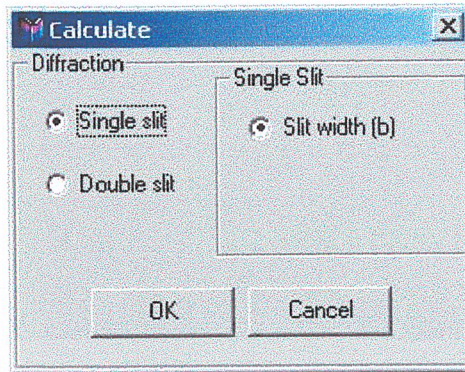 Calculate
Diffraction
Single Slit
Single slit
Slit width (b)
Double slit
OK
Cancel